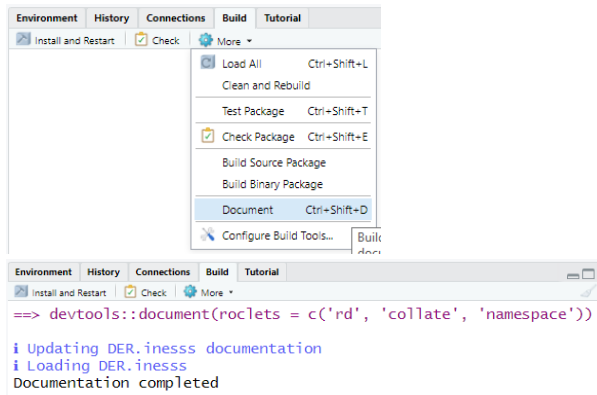 Environment History Connections Build Tutorial
Install and Restart Check More
Load All Ctrl+Shift+L
Clean and Rebuild
Test Package Ctrl+Shift+T
Check Package Ctrl+Shift+E
Build Source Package
Build Binary Package
Document Ctrl+Shift+D
Configure Build Tools...
Environment History Connections Build Tutorial
Install and Restart Check More
==> devtools::document(roclets = c('rd', 'collate', 'namespace'))
i Updating DER.inesss documentation
i Loading DER.inesss
Documentation completed